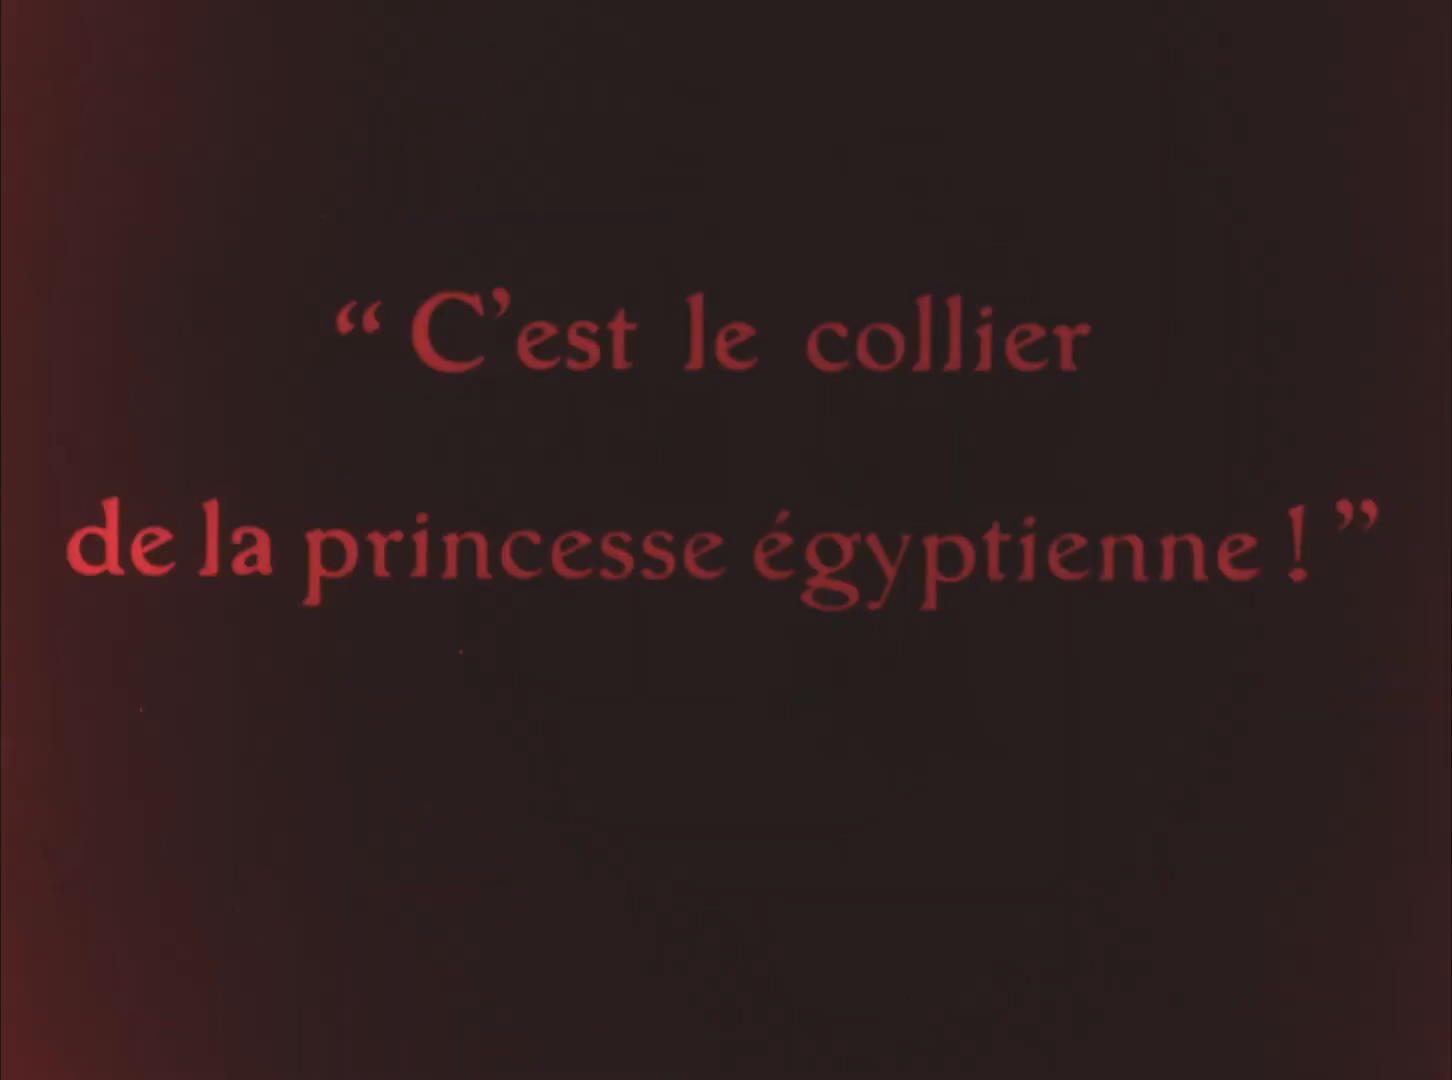 “ C’est le collier
de la princesse égyptienne ! ”